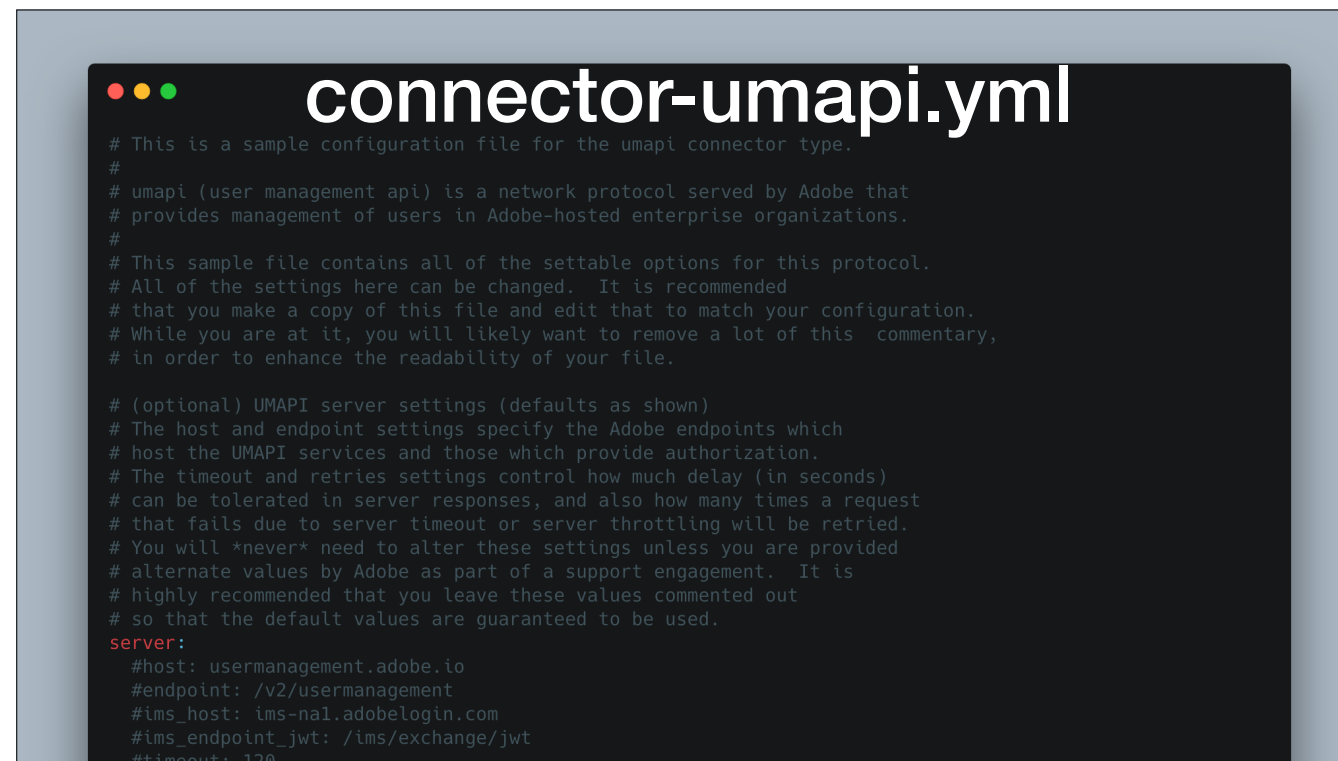 connector-umapi.yml
# This is a sample configuration file for the umapi connector type.
#
# umapi (user management api) is a network protocol served by Adobe that
# provides management of users in Adobe-hosted enterprise organizations.
#
# This sample file contains all of the settable options for this protocol.
# All of the settings here can be changed.  It is recommended
# that you make a copy of this file and edit that to match your configuration.
# While you are at it, you will likely want to remove a lot of this  commentary,
# in order to enhance the readability of your file.

# (optional) UMAPI server settings (defaults as shown)
# The host and endpoint settings specify the Adobe endpoints which
# host the UMAPI services and those which provide authorization.
# The timeout and retries settings control how much delay (in seconds)
# can be tolerated in server responses, and also how many times a request
# that fails due to server timeout or server throttling will be retried.
# You will *never* need to alter these settings unless you are provided
# alternate values by Adobe as part of a support engagement.  It is
# highly recommended that you leave these values commented out
# so that the default values are guaranteed to be used.
server:
  #host: usermanagement.adobe.io
  #endpoint: /v2/usermanagement
  #ims_host: ims-na1.adobelogin.com
  #ims_endpoint_jwt: /ims/exchange/jwt
  #timeout: 120